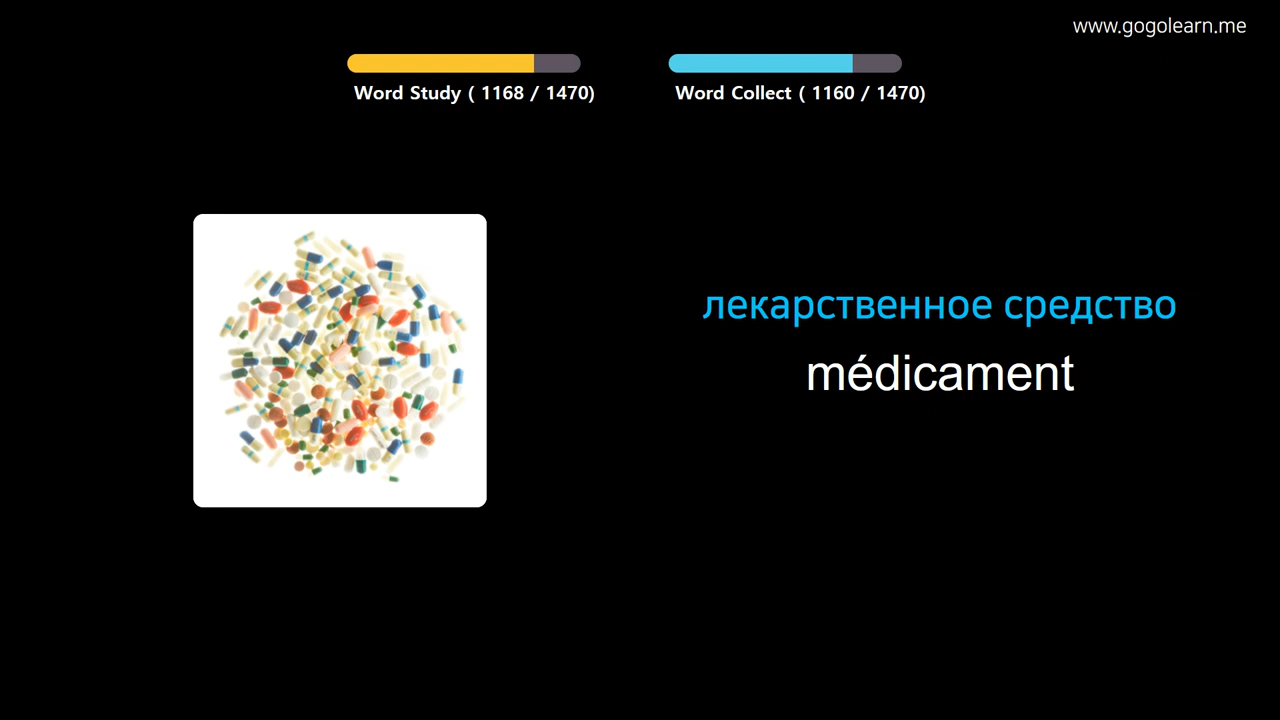 www.gogolearn.me
Word Study ( 1168 / 1470)
Word Collect ( 1160 / 1470)
лекарственное средство
médicament